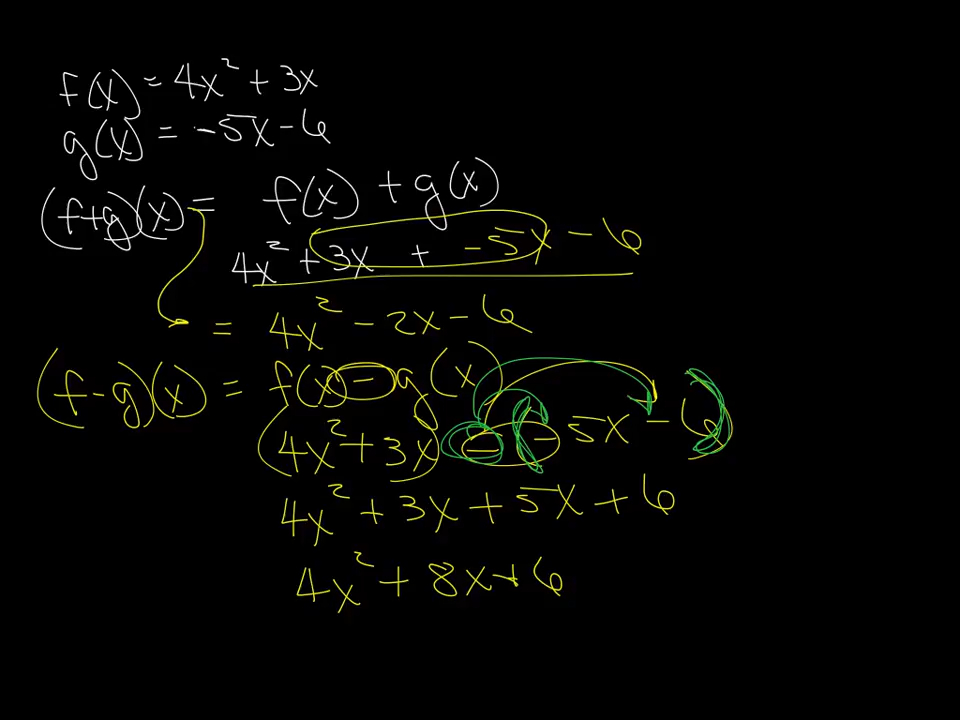 f(x) = 4x² + 3x
g(x) = -5x - 6
(f+g)(x) = f(x) + g(x)
4x² + 3x + -5x - 6
= 4x² - 2x - 6
(f-g)(x) = f(x) - g(x)
(4x² + 3x) - (-5x - 6)
4x² + 3x + 5x + 6
4x² + 8x + 6